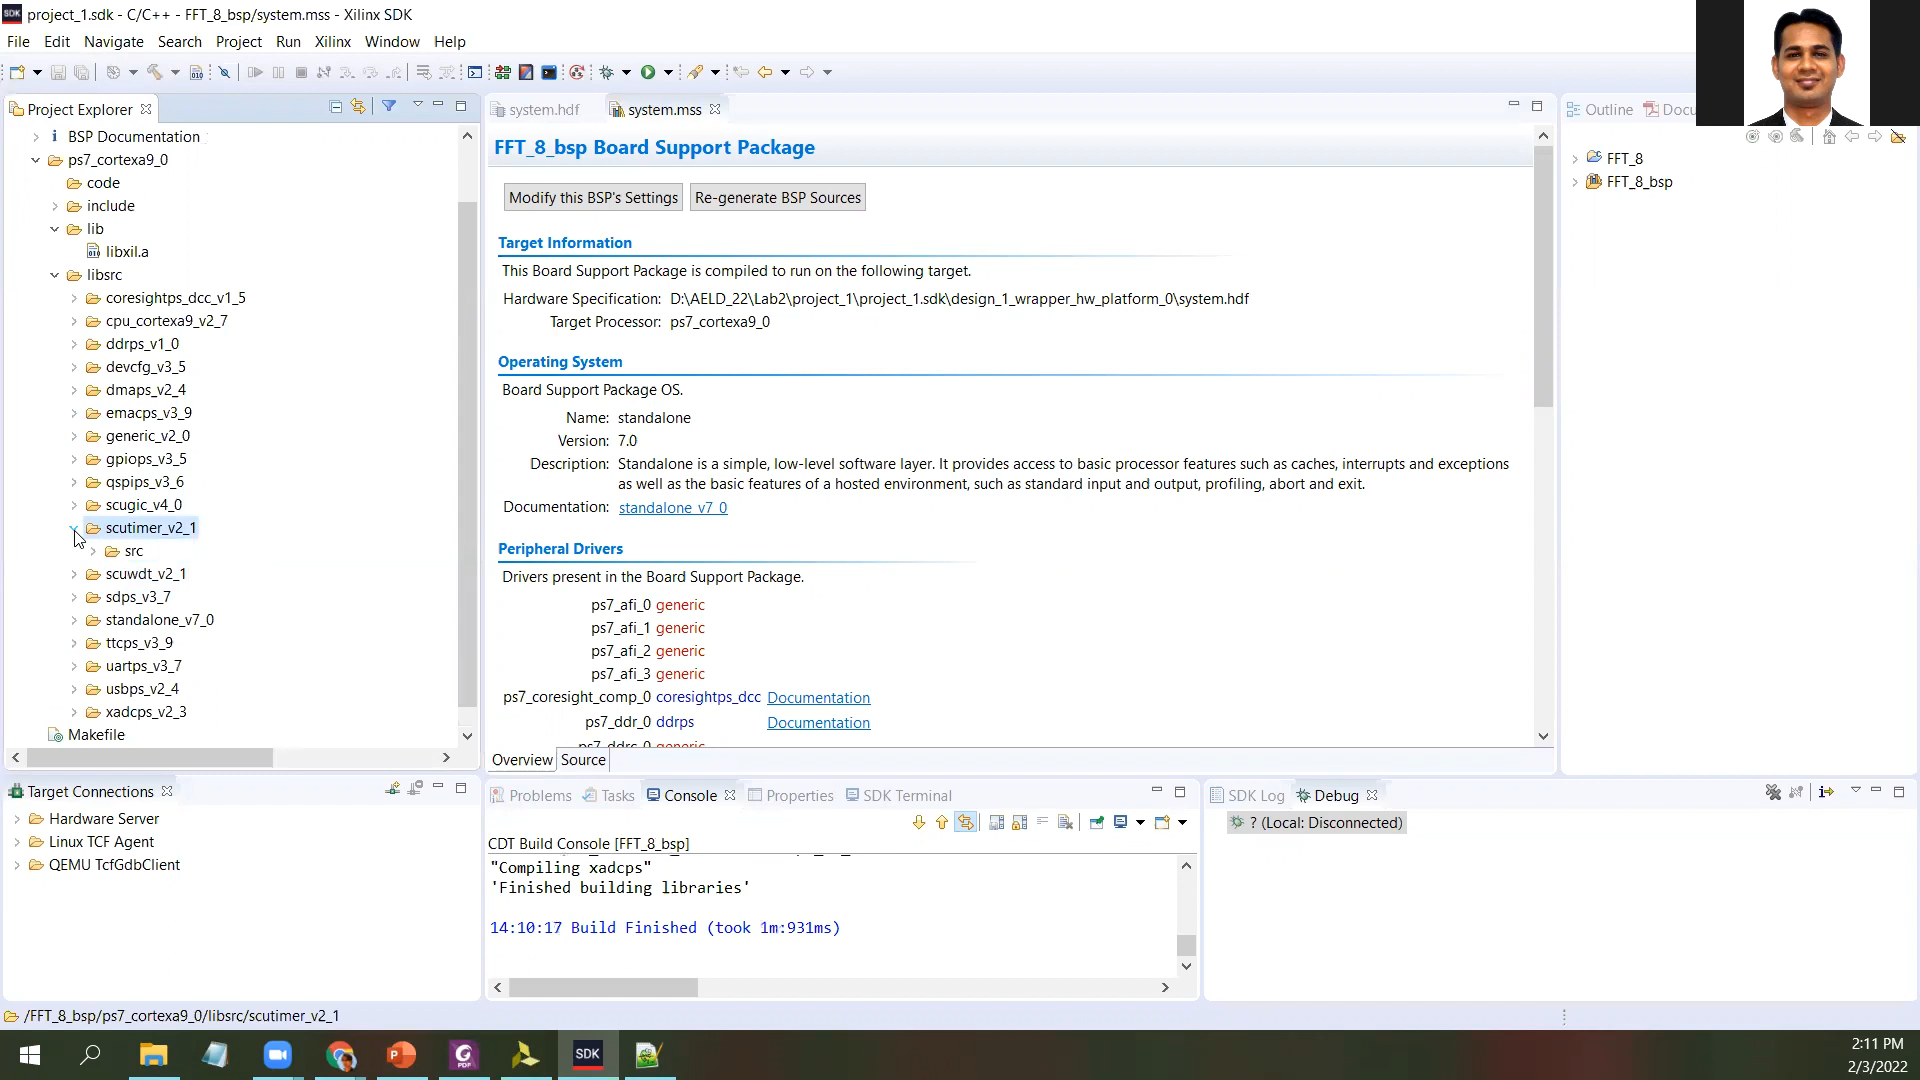 SDK project_1.sdk - C/C++ - FFT_8_bsp/system.mss - Xilinx SDK
File Edit Navigate Search Project Run Xilinx Window Help
Project Explorer
BSP Documentation
ps7_cortexa9_0
code
include
lib
libxil.a
libsrc
coresightps_dcc_v1_5
cpu_cortexa9_v2_7
ddrps_v1_0
devcfg_v3_5
dmaps_v2_4
emacps_v3_9
generic_v2_0
gpiops_v3_5
qspips_v3_6
scugic_v4_0
scutimer_v2_1
src
scuwdt_v2_1
sdps_v3_7
standalone_v7_0
ttcps_v3_9
uartps_v3_7
usbps_v2_4
xadcps_v2_3
Makefile
system.hdf system.mss
FFT_8_bsp Board Support Package
Modify this BSP's Settings Re-generate BSP Sources
Target Information
This Board Support Package is compiled to run on the following target.
Hardware Specification: D:\AELD_22\Lab2\project_1\project_1.sdk\design_1_wrapper_hw_platform_0\system.hdf
Target Processor: ps7_cortexa9_0
Operating System
Board Support Package OS.
Name: standalone
Version: 7.0
Description: Standalone is a simple, low-level software layer. It provides access to basic processor features such as caches, interrupts and exceptions
as well as the basic features of a hosted environment, such as standard input and output, profiling, abort and exit.
Documentation: standalone_v7_0
Peripheral Drivers
Drivers present in the Board Support Package.
ps7_afi_0 generic
ps7_afi_1 generic
ps7_afi_2 generic
ps7_afi_3 generic
ps7_coresight_comp_0 coresightps_dcc Documentation
ps7_ddr_0 ddrps Documentation
ps7_ddrc_0 generic
Overview Source
Outline Docu
FFT_8
FFT_8_bsp
Target Connections
Hardware Server
Linux TCF Agent
QEMU TcfGdbClient
Problems Tasks Console Properties SDK Terminal
CDT Build Console [FFT_8_bsp]
"Compiling xadcps"
'Finished building libraries'
14:10:17 Build Finished (took 1m:931ms)
SDK Log Debug
? (Local: Disconnected)
/FFT_8_bsp/ps7_cortexa9_0/libsrc/scutimer_v2_1
SDK
2:11 PM
2/3/2022